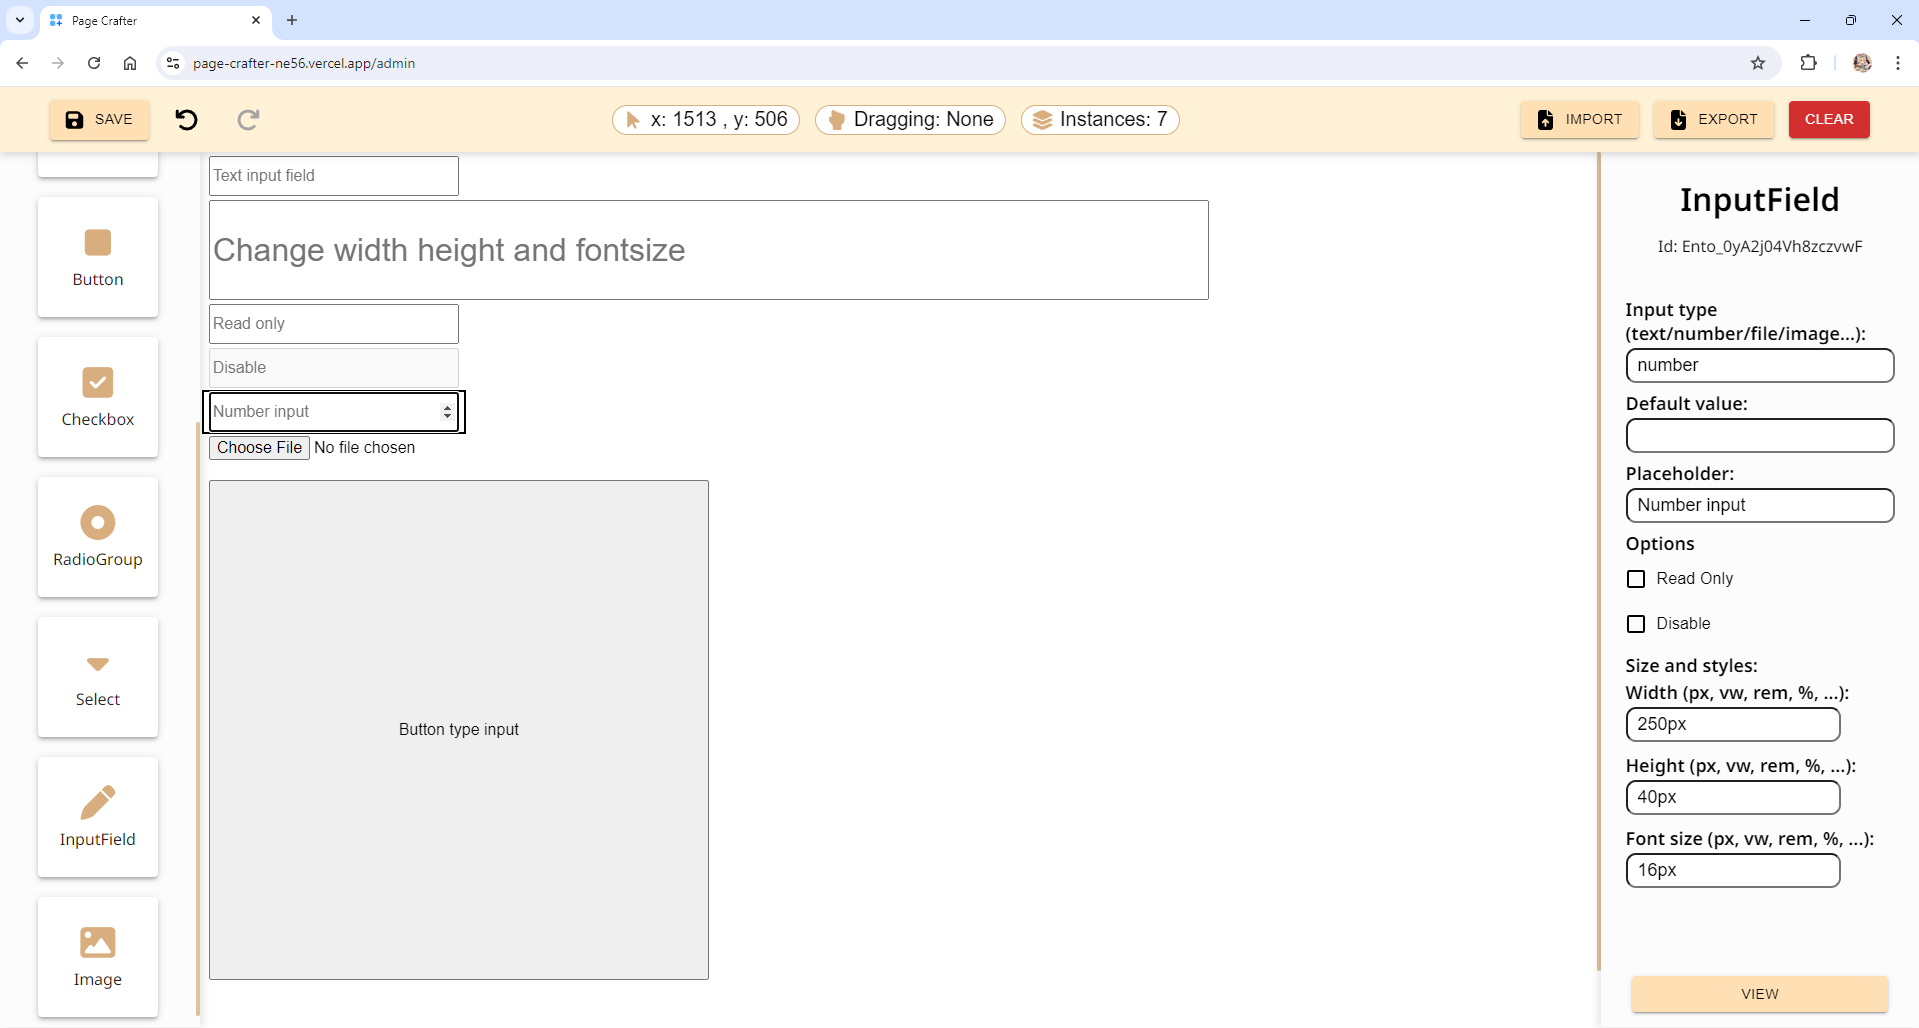 Page Crafter
page-crafter-ne56.vercel.app/admin
SAVE
x: 1513 , y: 506
Dragging: None
Instances: 7
IMPORT
EXPORT
CLEAR
Button
Checkbox
RadioGroup
Select
InputField
Image
Text input field
Change width height and fontsize
Read only
Disable
Number input
Choose File No file chosen
Button type input
InputField
Id: Ento_0yA2j04Vh8zczvwF
Input type
(text/number/file/image...):
number
Default value:
Placeholder:
Number input
Options
Read Only
Disable
Size and styles:
Width (px, vw, rem, %, ...):
250px
Height (px, vw, rem, %, ...):
40px
Font size (px, vw, rem, %, ...):
16px
VIEW